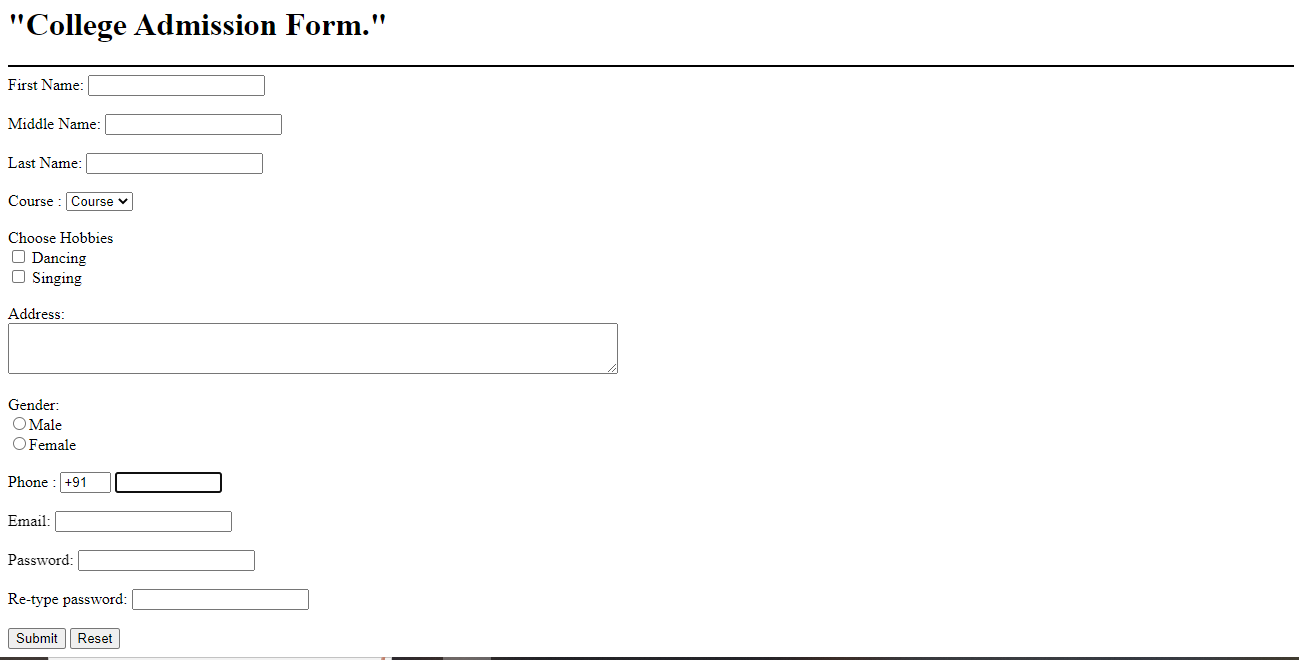 "College Admission Form."
First Name:
Middle Name:
Last Name:
Course : Course
Choose Hobbies
Dancing
Singing
Address:
Gender:
Male
Female
Phone : +91
Email:
Password:
Re-type password:
Submit Reset